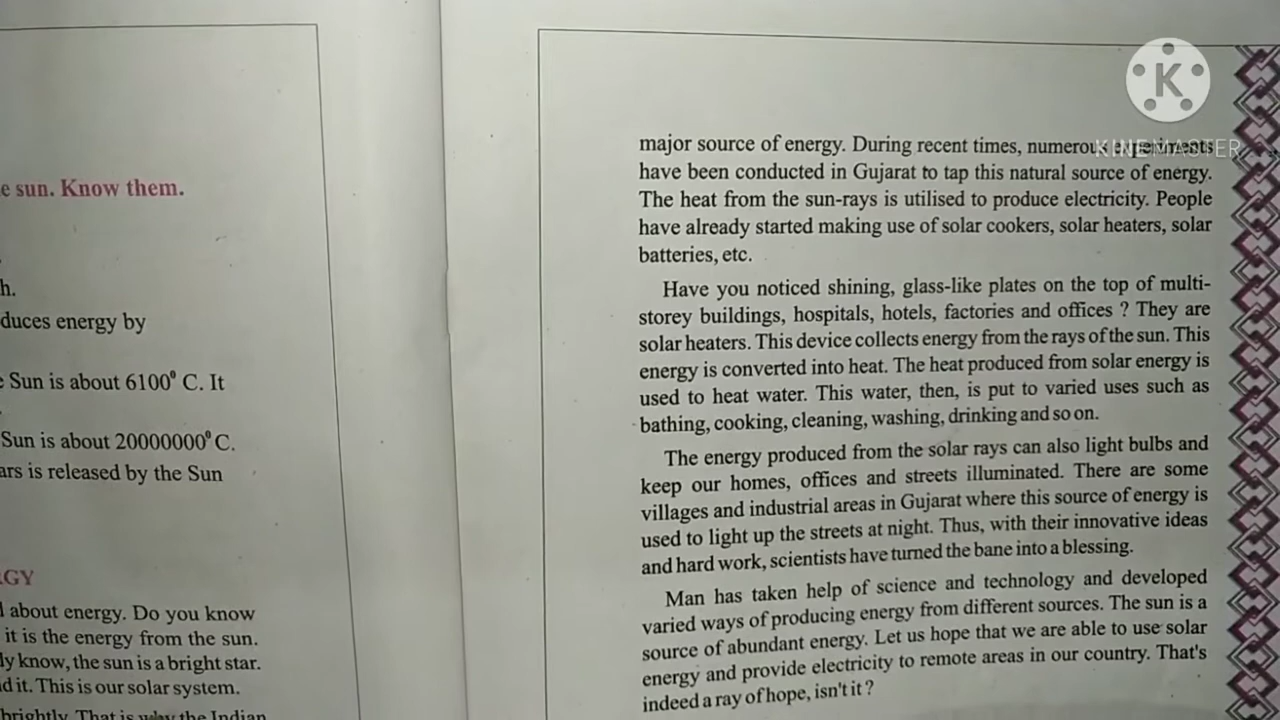 e sun. Know them.
h.
duces energy by
Sun is about 6100⁰ C. It
Sun is about 20000000⁰ C.
ars is released by the Sun
RGY
about energy. Do you know
it is the energy from the sun.
ly know, the sun is a bright star.
d it. This is our solar system.
brightly. That is why the Indian
K
KINEMASTER
major source of energy. During recent times, numerous experiments
have been conducted in Gujarat to tap this natural source of energy.
The heat from the sun-rays is utilised to produce electricity. People
have already started making use of solar cookers, solar heaters, solar
batteries, etc.
Have you noticed shining, glass-like plates on the top of multi-
storey buildings, hospitals, hotels, factories and offices ? They are
solar heaters. This device collects energy from the rays of the sun. This
energy is converted into heat. The heat produced from solar energy is
used to heat water. This water, then, is put to varied uses such as
bathing, cooking, cleaning, washing, drinking and so on.
The energy produced from the solar rays can also light bulbs and
keep our homes, offices and streets illuminated. There are some
villages and industrial areas in Gujarat where this source of energy is
used to light up the streets at night. Thus, with their innovative ideas
and hard work, scientists have turned the bane into a blessing.
Man has taken help of science and technology and developed
varied ways of producing energy from different sources. The sun is a
source of abundant energy. Let us hope that we are able to use solar
energy and provide electricity to remote areas in our country. That's
indeed a ray of hope, isn't it ?